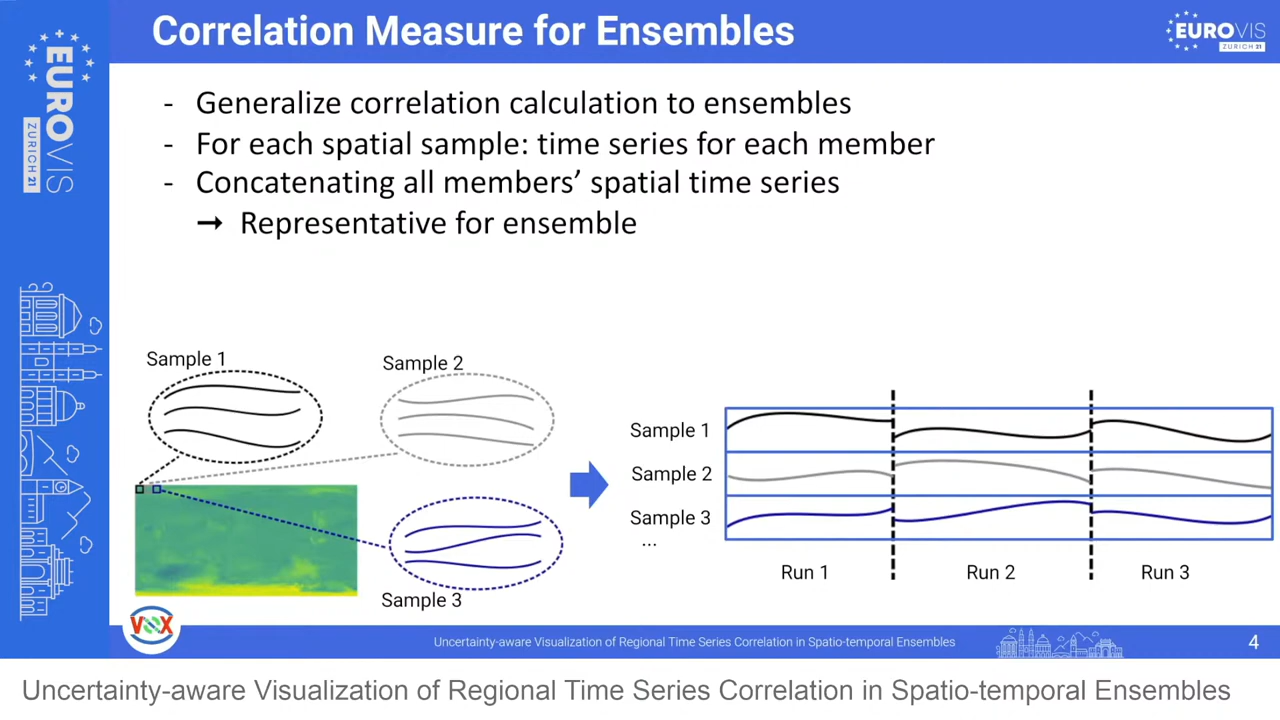 Correlation Measure for Ensembles
EUROVIS
ZURICH 21
EUROVIS
ZURICH 21
- Generalize correlation calculation to ensembles
- For each spatial sample: time series for each member
- Concatenating all members’ spatial time series
→ Representative for ensemble
Sample 1
Sample 2
Sample 3
Sample 1
Sample 2
Sample 3
...
Run 1
Run 2
Run 3
VOX
Uncertainty-aware Visualization of Regional Time Series Correlation in Spatio-temporal Ensembles
4
Uncertainty-aware Visualization of Regional Time Series Correlation in Spatio-temporal Ensembles